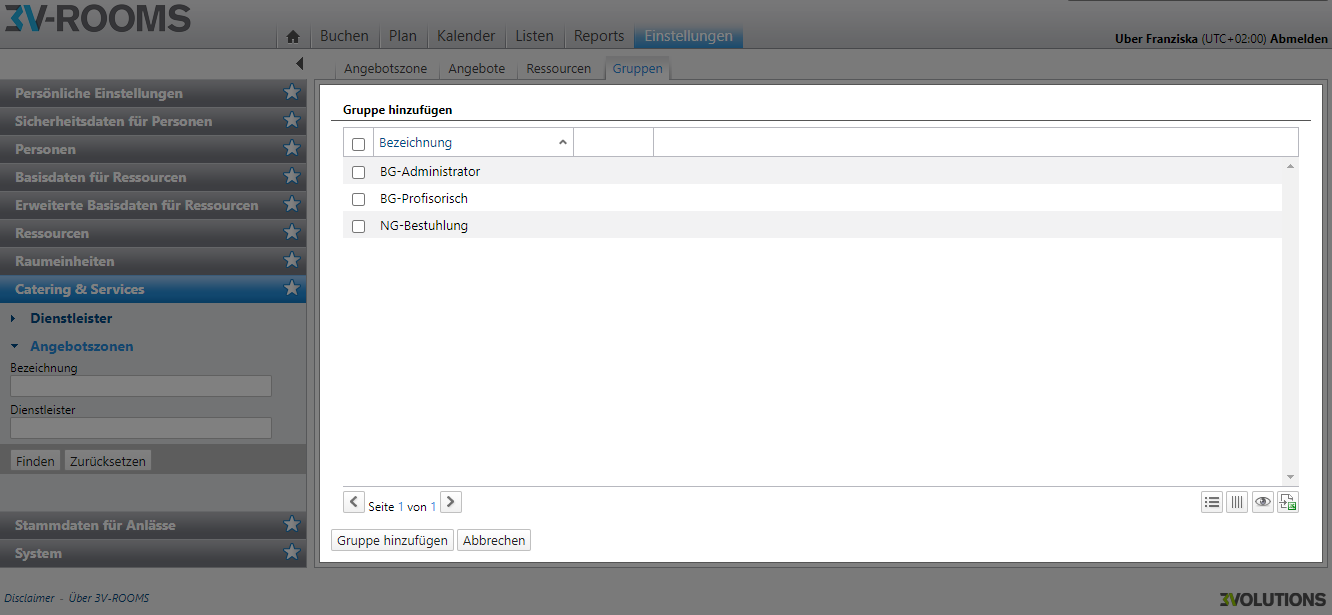 3V-ROOMS
Buchen Plan Kalender Listen Reports Einstellungen
Uber Franziska (UTC+02:00) Abmelden
Angebotszone Angebote Ressourcen Gruppen
Persönliche Einstellungen
Sicherheitsdaten für Personen
Personen
Basisdaten für Ressourcen
Erweiterte Basisdaten für Ressourcen
Ressourcen
Raumeinheiten
Catering & Services
Dienstleister
Angebotszonen
Bezeichnung
Dienstleister
Finden Zurücksetzen
Stammdaten für Anlässe
System
Gruppe hinzufügen
Bezeichnung
BG-Administrator
BG-Profisorisch
NG-Bestuhlung
Seite 1 von 1
Gruppe hinzufügen Abbrechen
Disclaimer - Über 3V-ROOMS
3VOLUTIONS